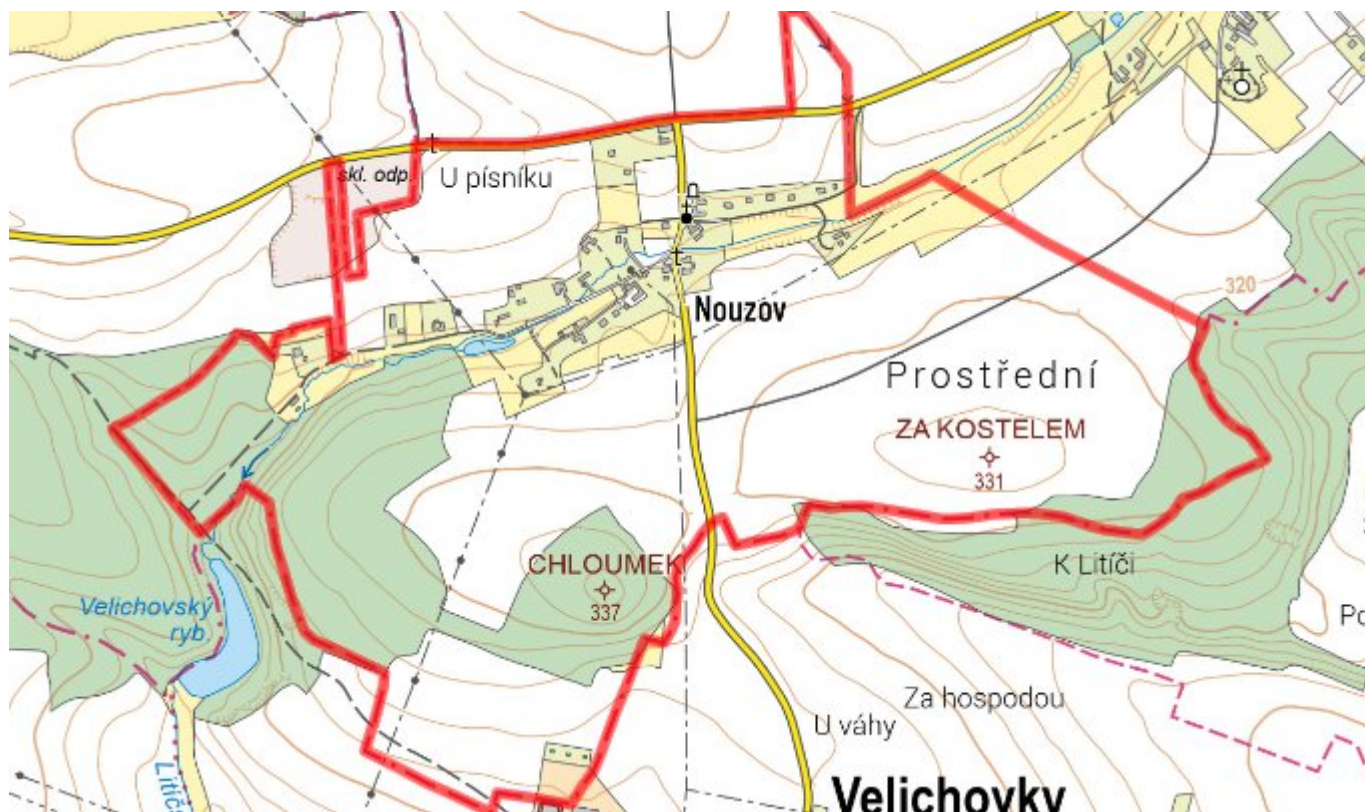 skl. odp.
U písníku
320
Nouzov
Prostřední
ZA KOSTELEM
331
CHLOUMEK
337
K Litíči
Velichovský
ryb.
Za hospodou
U váhy
Velichovky